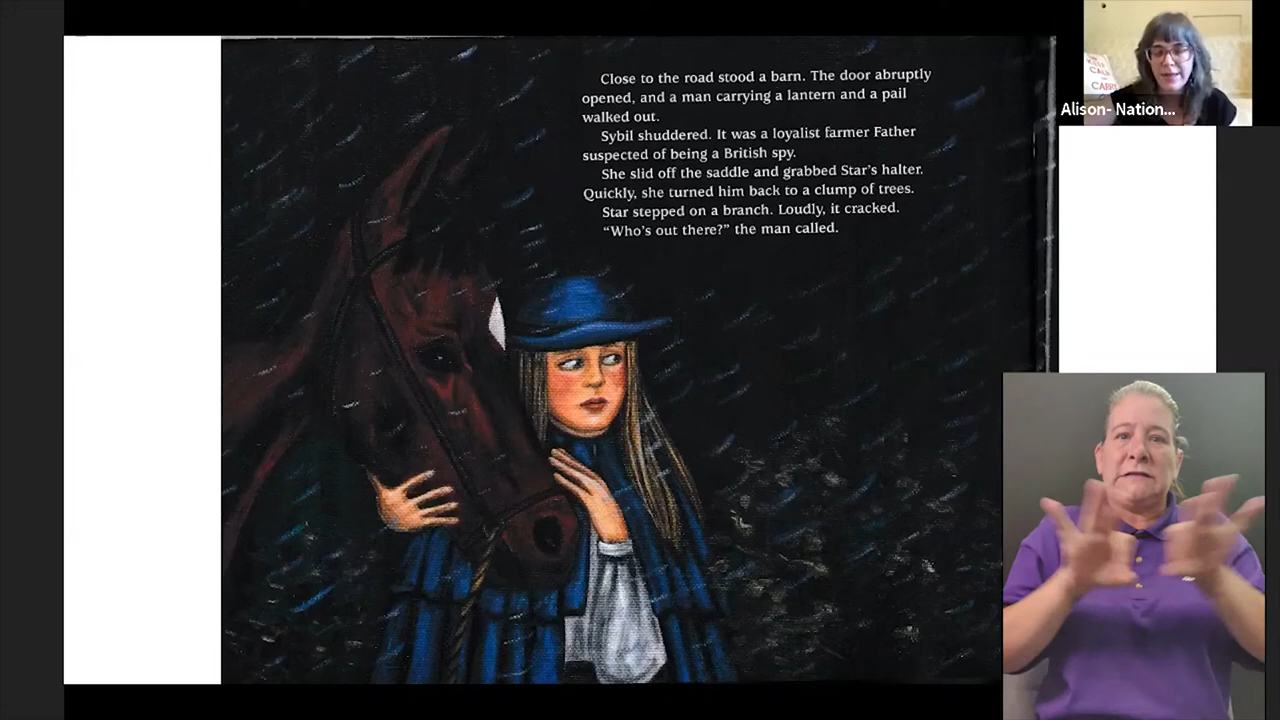 Close to the road stood a barn. The door abruptly
opened, and a man carrying a lantern and a pail
walked out.
Sybil shuddered. It was a loyalist farmer Father
suspected of being a British spy.
She slid off the saddle and grabbed Star's halter.
Quickly, she turned him back to a clump of trees.
Star stepped on a branch. Loudly, it cracked.
“Who's out there?” the man called.
KEEP
CALM
CARRY
Alison- Nation...